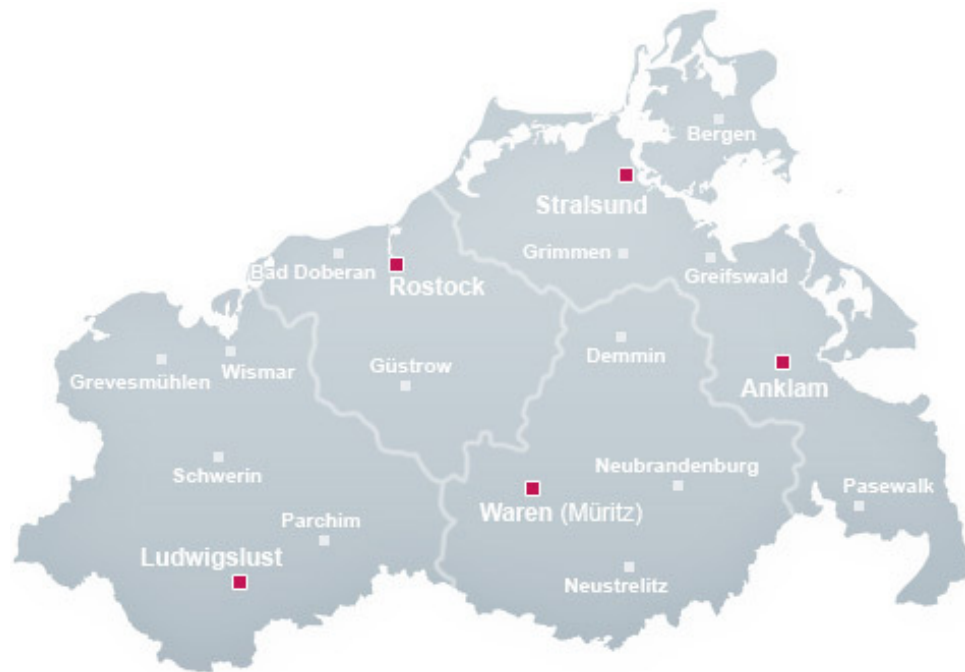 Bergen
Stralsund
Grimmen
Greifswald
Bad Doberan
Rostock
Demmin
Wismar
Güstrow
Grevesmühlen
Anklam
Schwerin
Neubrandenburg
Pasewalk
Waren (Müritz)
Parchim
Ludwigslust
Neustrelitz